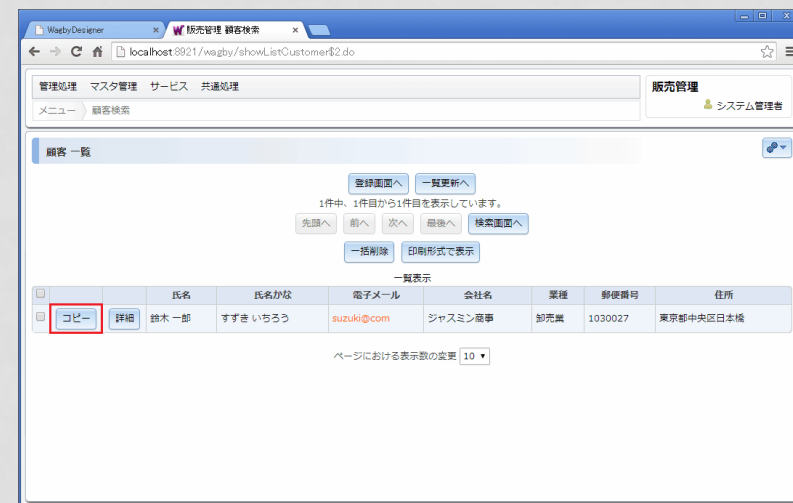 WagbyDesigner
販売管理 顧客検索
localhost:8921/wagby/showListCustomer$2.do
管理処理 マスタ管理 サービス 共通処理
販売管理
メニュー 顧客検索
システム管理者
顧客 一覧
登録画面へ 一覧更新へ
1件中、1件目から1件目を表示しています。
先頭へ 前へ 次へ 最後へ 検索画面へ
一括削除 印刷形式で表示
一覧表示
氏名 氏名かな 電子メール 会社名 業種 郵便番号 住所
コピー 詳細 鈴木 一郎 すずき いちろう suzuki@com ジャスミン商事 卸売業 1030027 東京都中央区日本橋
ページにおける表示数の変更 10